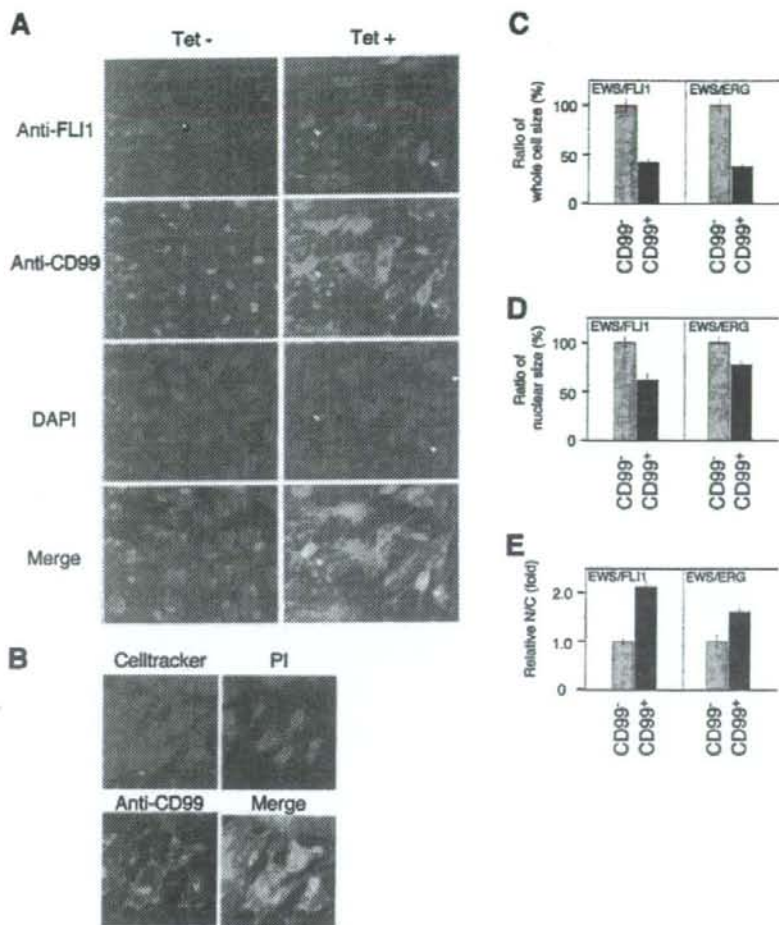 A
Tet - Tet +
Anti-FLI1
Anti-CD99
DAPI
Merge
B
Celltracker PI
Anti-CD99 Merge
C
Ratio of
whole cell size (%)
EWS/FLI1 EWS/ERG
100
50
0
CD99- CD99+ CD99- CD99+
D
Ratio of
nuclear size (%)
EWS/FLI1 EWS/ERG
100
50
0
CD99- CD99+ CD99- CD99+
E
Relative N/C (fold)
EWS/FLI1 EWS/ERG
2.0
1.0
0
CD99- CD99+ CD99- CD99+